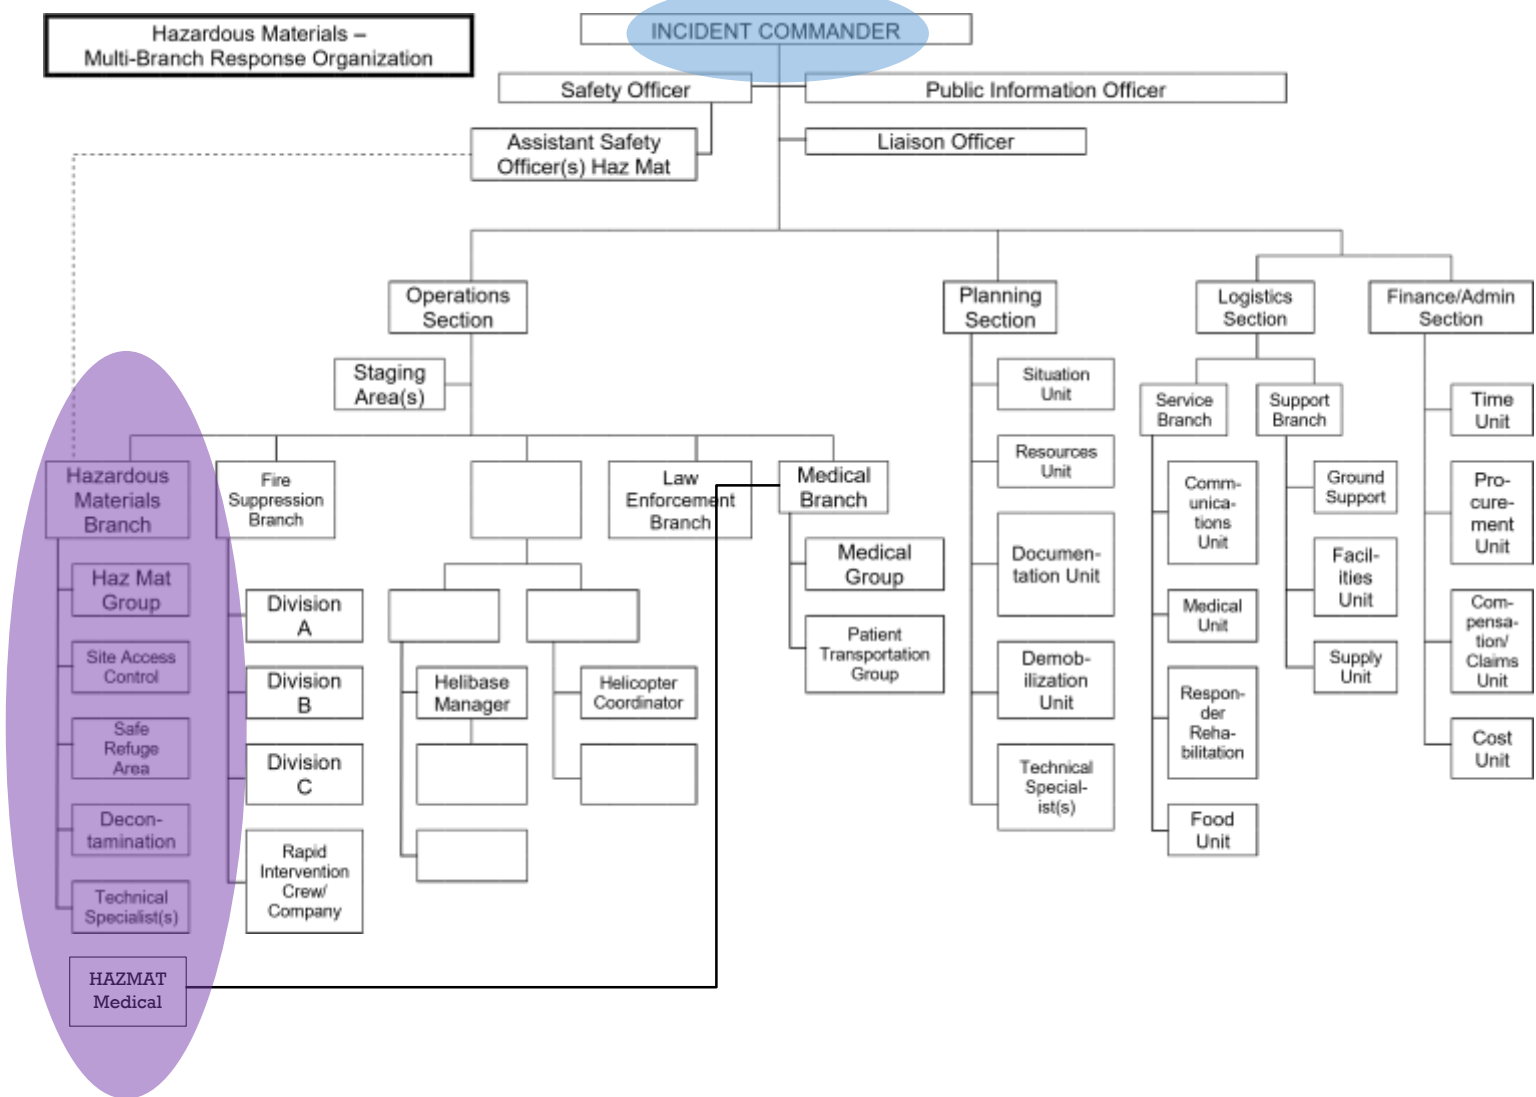 Hazardous Materials –
Multi-Branch Response Organization
INCIDENT COMMANDER
Safety Officer
Public Information Officer
Assistant Safety
Officer(s) Haz Mat
Liaison Officer
Operations
Section
Planning
Section
Logistics
Section
Finance/Admin
Section
Staging
Area(s)
Hazardous
Materials
Branch
Haz Mat
Group
Site Access
Control
Safe
Refuge
Area
Decon-
tamination
Technical
Specialist(s)
HAZMAT
Medical
Fire
Suppression
Branch
Division
A
Division
B
Division
C
Rapid
Intervention
Crew/
Company
Helibase
Manager
Helicopter
Coordinator
Law
Enforcement
Branch
Medical
Branch
Medical
Group
Patient
Transportation
Group
Situation
Unit
Resources
Unit
Documen-
tation Unit
Demob-
ilization
Unit
Technical
Special-
ist(s)
Service
Branch
Comm-
unica-
tions
Unit
Medical
Unit
Respon-
der
Reha-
bilitation
Food
Unit
Support
Branch
Ground
Support
Facil-
ities
Unit
Supply
Unit
Time
Unit
Pro-
cure-
ment
Unit
Com-
pensa-
tion/
Claims
Unit
Cost
Unit